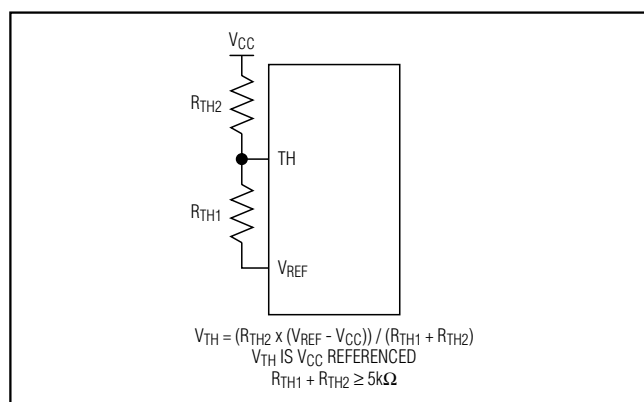 VCC
RTH2
TH
RTH1
VREF
VTH = (RTH2 x (VREF - VCC)) / (RTH1 + RTH2)
VTH IS VCC REFERENCED
RTH1 + RTH2 ≥ 5kΩ